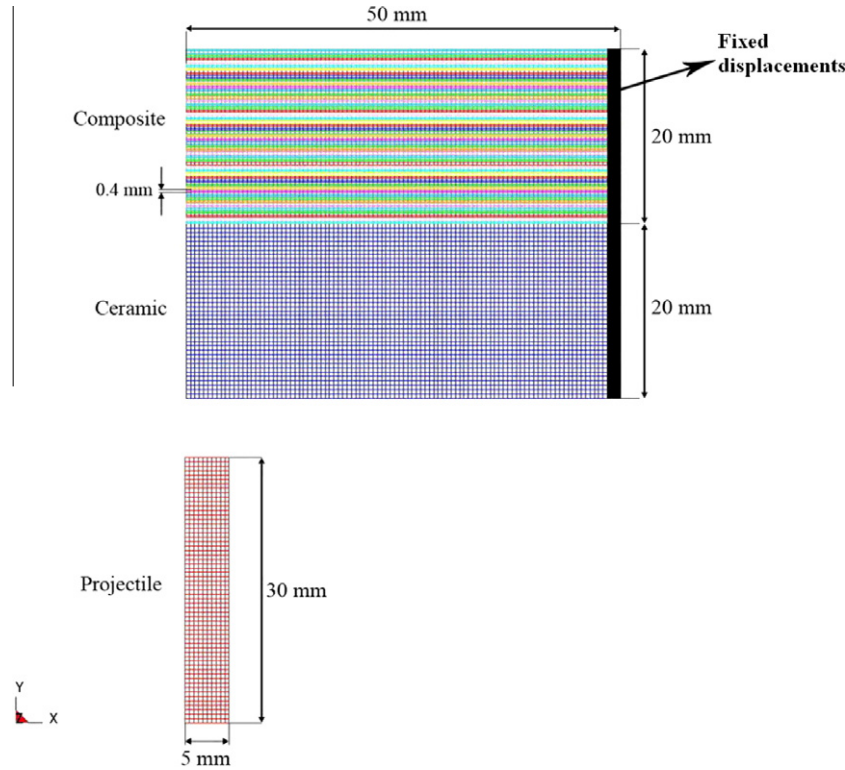 50 mm
Fixed
displacements
Composite
20 mm
0.4 mm
Ceramic
20 mm
Projectile
30 mm
Y
Z
X
5 mm